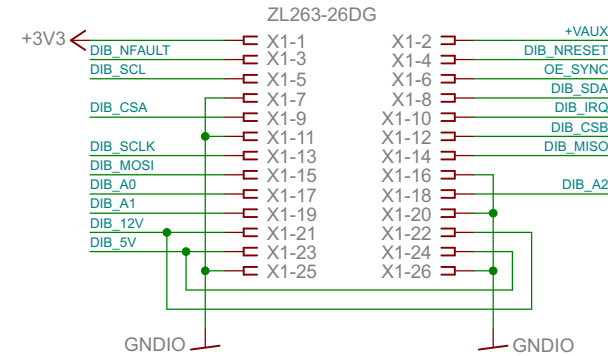 ZL263-26DG
+3V3 X1-1 X1-2 +VAUX
DIB_NFAULT X1-3 X1-4 DIB_NRESET
DIB_SCL X1-5 X1-6 OE_SYNC
X1-7 X1-8 DIB_SDA
DIB_CSA X1-9 X1-10 DIB_IRQ
X1-11 X1-12 DIB_CSB
DIB_SCLK X1-13 X1-14 DIB_MISO
DIB_MOSI X1-15 X1-16
DIB_A0 X1-17 X1-18 DIB_A2
DIB_A1 X1-19 X1-20
DIB_12V X1-21 X1-22
DIB_5V X1-23 X1-24
X1-25 X1-26
GNDIO GNDIO